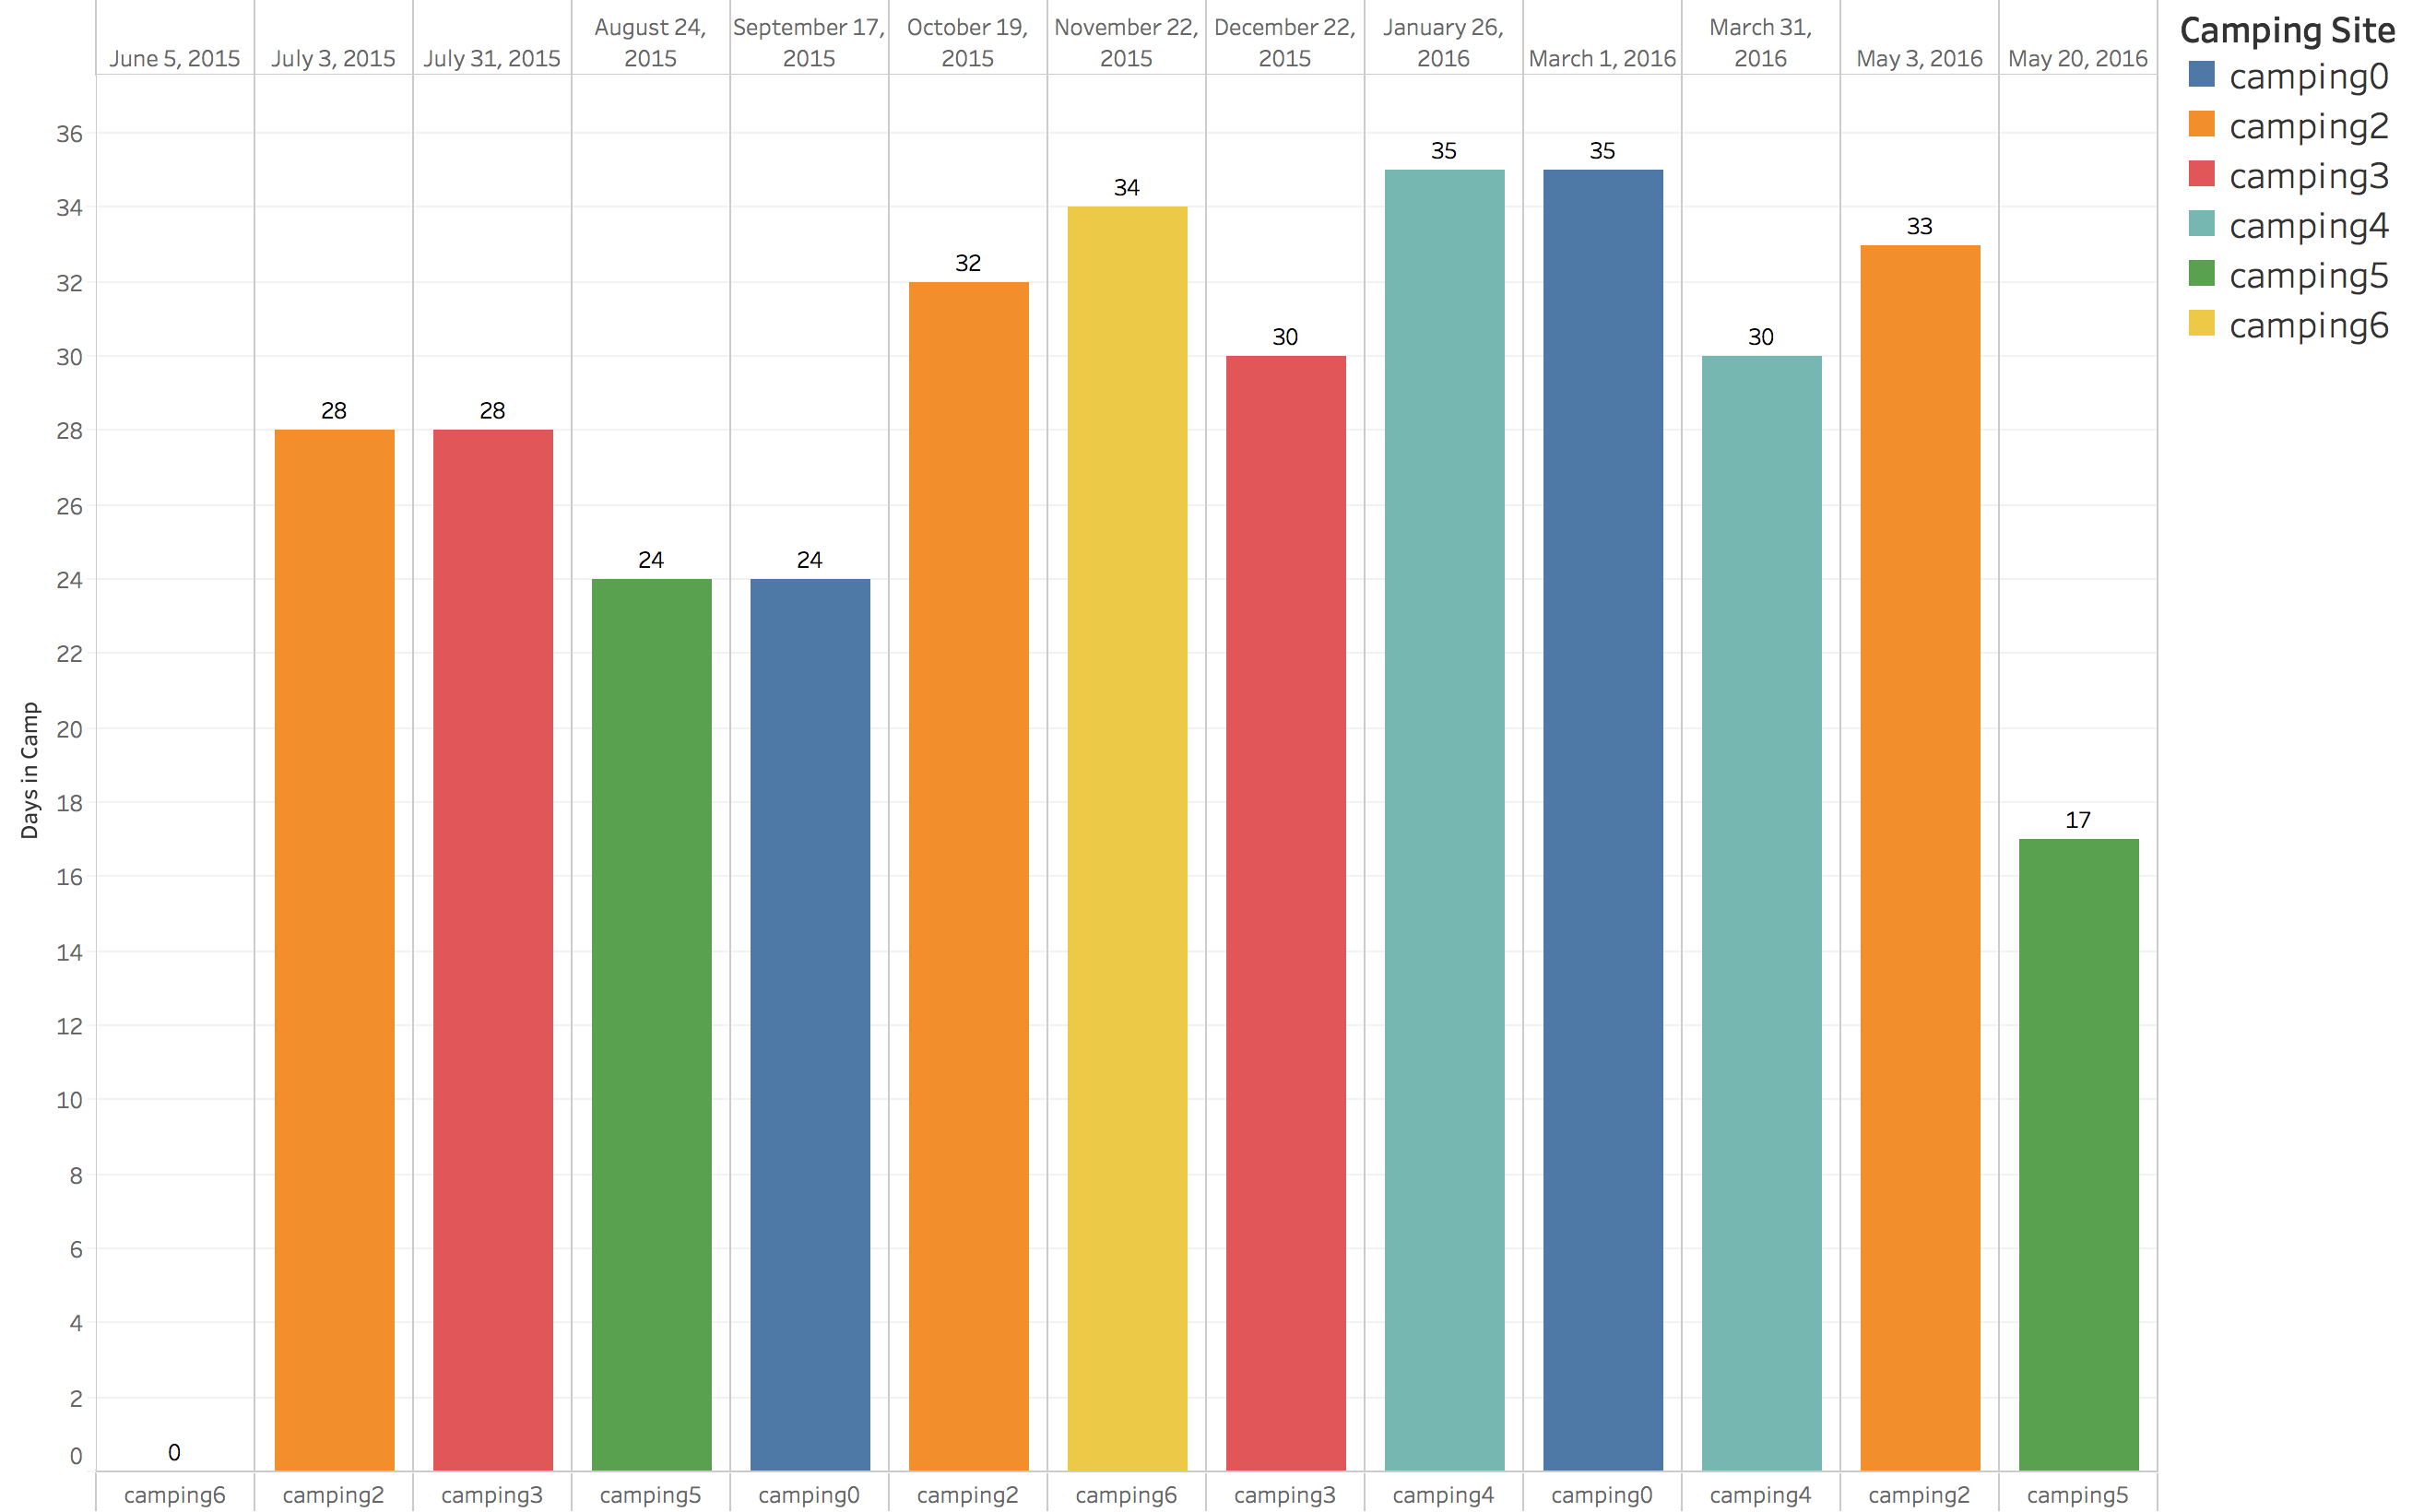 June 5, 2015
July 3, 2015
July 31, 2015
August 24,
2015
September 17,
2015
October 19,
2015
November 22,
2015
December 22,
2015
January 26,
2016
March 1, 2016
March 31,
2016
May 3, 2016
May 20, 2016
Camping Site
camping0
camping2
camping3
camping4
camping5
camping6
Days in Camp
36
34
32
30
28
26
24
22
20
18
16
14
12
10
8
6
4
2
0
0
28
28
24
24
32
34
30
35
35
30
33
17
camping6
camping2
camping3
camping5
camping0
camping2
camping6
camping3
camping4
camping0
camping4
camping2
camping5